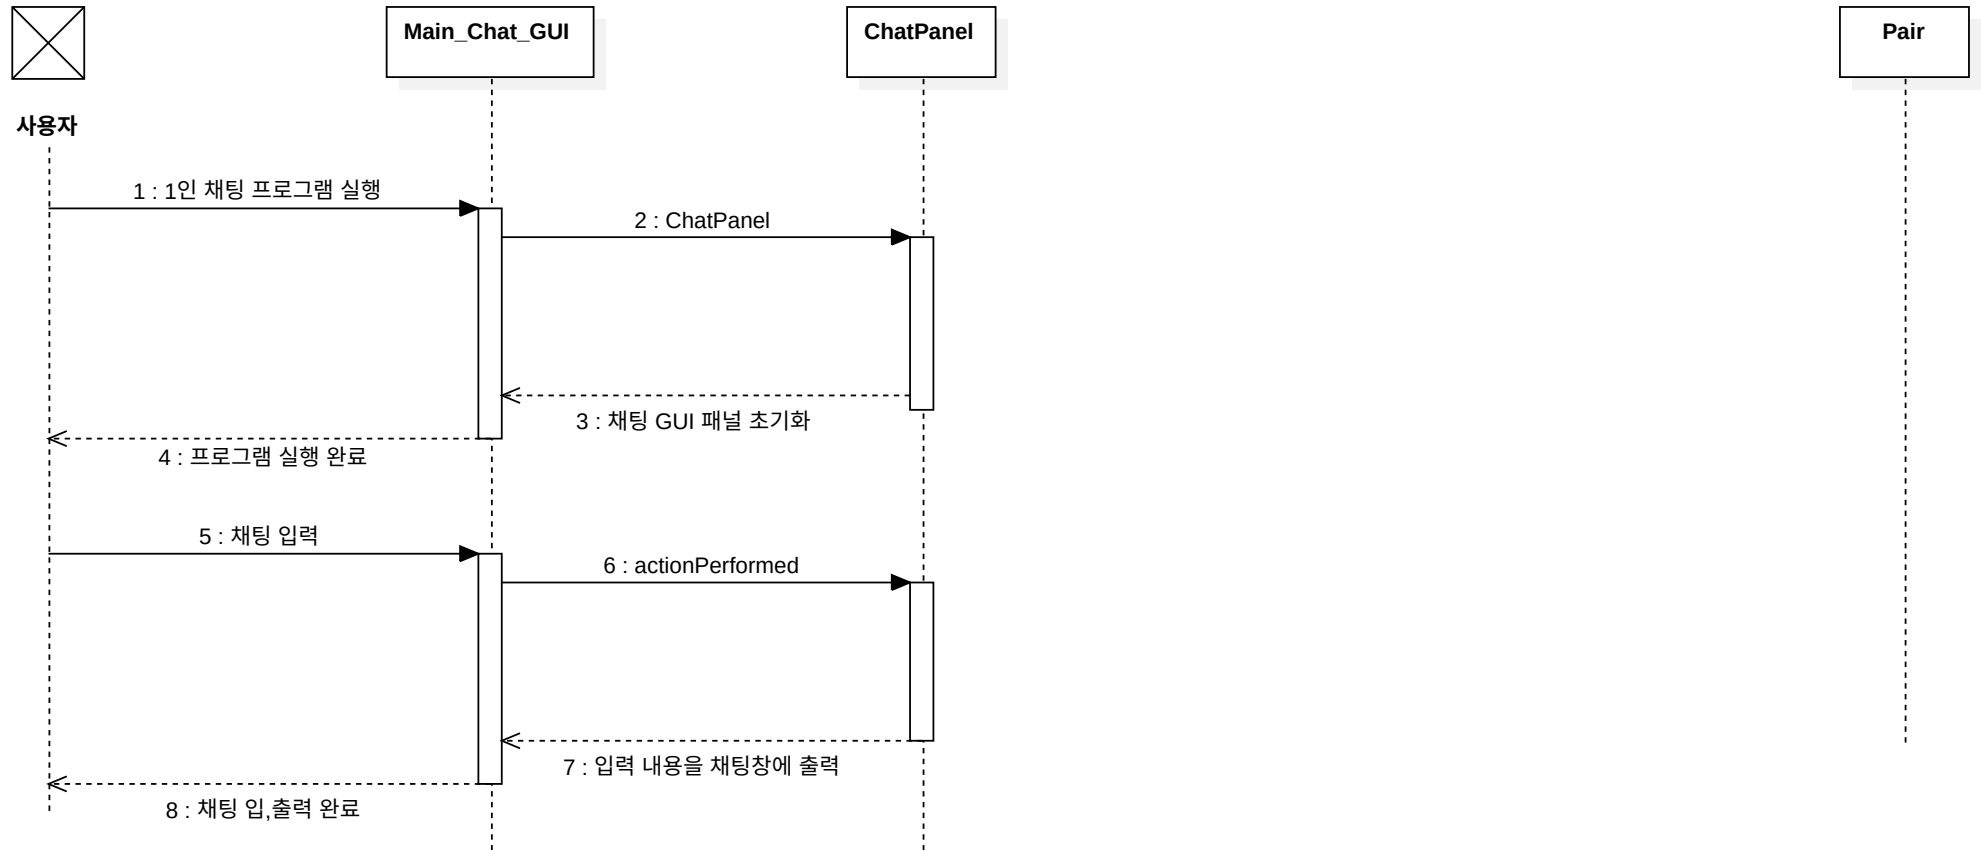 Main_Chat_GUI
ChatPanel
Pair
사용자
1 : 1인 채팅 프로그램 실행
2 : ChatPanel
3 : 채팅 GUI 패널 초기화
4 : 프로그램 실행 완료
5 : 채팅 입력
6 : actionPerformed
7 : 입력 내용을 채팅창에 출력
8 : 채팅 입,출력 완료